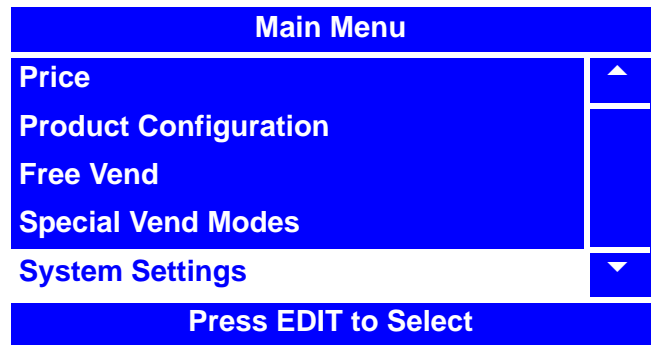 Main Menu
Price
Product Configuration
Free Vend
Special Vend Modes
System Settings
Press EDIT to Select